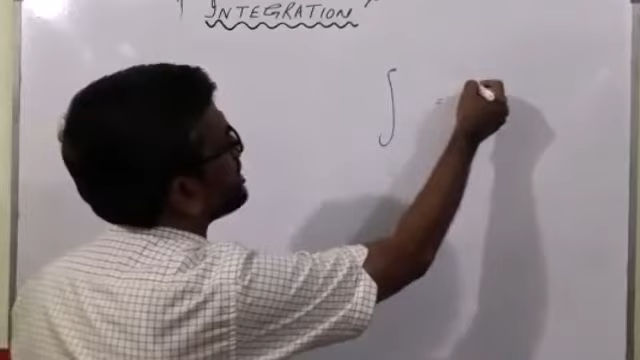 INTEGRATION
∫ =